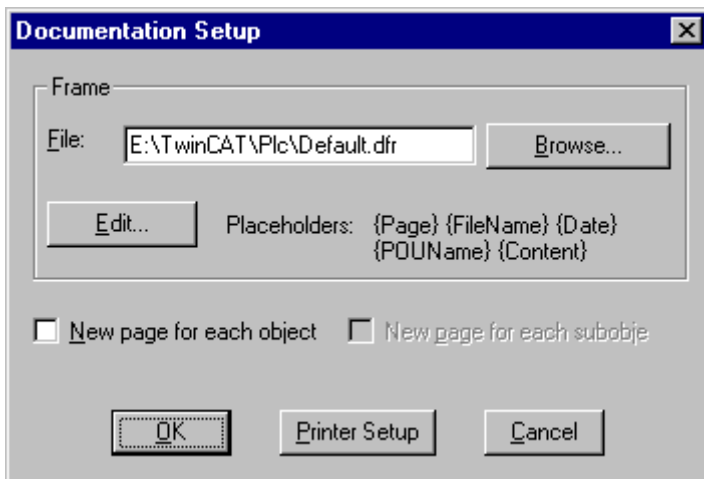 Documentation Setup
Frame
File: E:\TwinCAT\Plc\Default.dfr Browse...
Edit... Placeholders: {Page} {FileName} {Date}
{POUName} {Content}
New page for each object New page for each subobje
OK Printer Setup Cancel